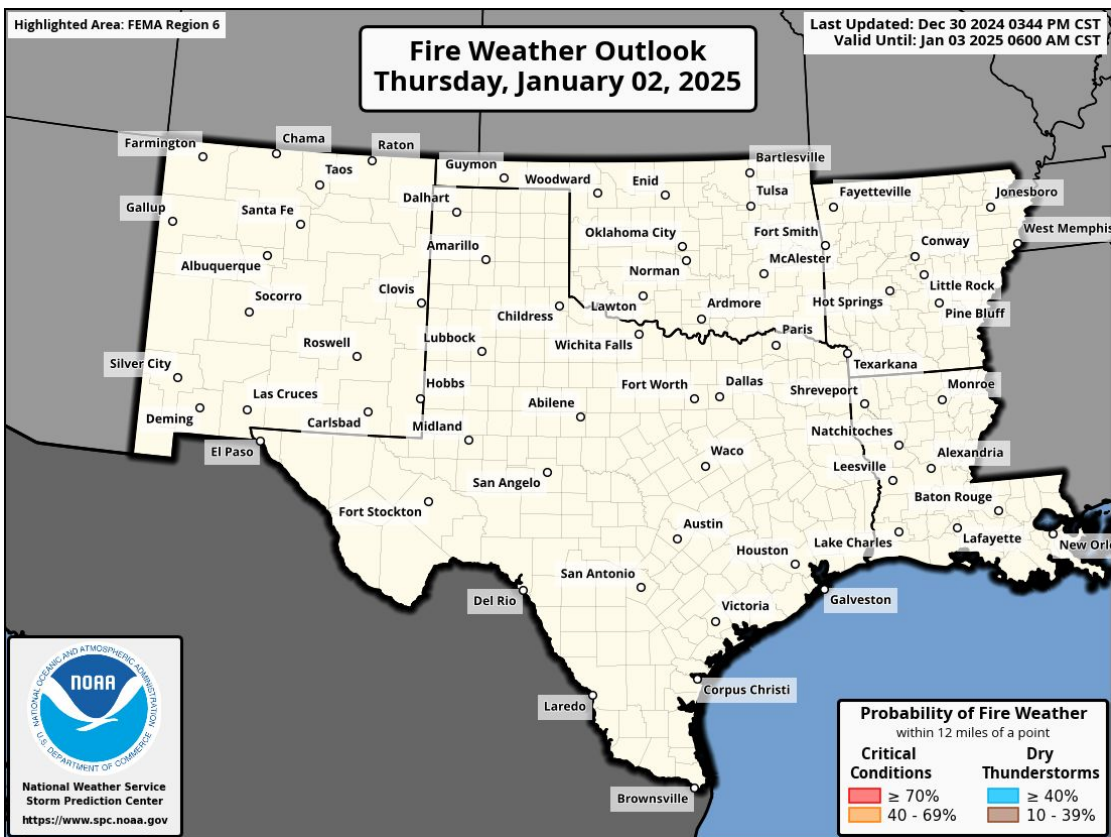 Highlighted Area: FEMA Region 6
Last Updated: Dec 30 2024 0344 PM CST
Valid Until: Jan 03 2025 0600 AM CST
Fire Weather Outlook
Thursday, January 02, 2025
Farmington
Chama
Raton
Taos
Guymon
Woodward
Enid
Bartlesville
Tulsa
Fayetteville
Jonesboro
Gallup
Santa Fe
Dalhart
Oklahoma City
Fort Smith
West Memphis
Albuquerque
Amarillo
Norman
McAlester
Conway
Socorro
Clovis
Childress
Lawton
Ardmore
Hot Springs
Little Rock
Pine Bluff
Roswell
Lubbock
Wichita Falls
Paris
Texarkana
Silver City
Las Cruces
Hobbs
Fort Worth
Dallas
Shreveport
Monroe
Deming
Carlsbad
Midland
Abilene
Natchitoches
El Paso
San Angelo
Waco
Leesville
Alexandria
Fort Stockton
Austin
Baton Rouge
Houston
Lake Charles
Lafayette
New Orl
San Antonio
Del Rio
Victoria
Galveston
Laredo
Corpus Christi
Brownsville
NATIONAL OCEANIC AND ATMOSPHERIC ADMINISTRATION
NOAA
U.S. DEPARTMENT OF COMMERCE
National Weather Service
Storm Prediction Center
https://www.spc.noaa.gov
Probability of Fire Weather
within 12 miles of a point
Critical Conditions
≥ 70%
40 - 69%
Dry Thunderstorms
≥ 40%
10 - 39%